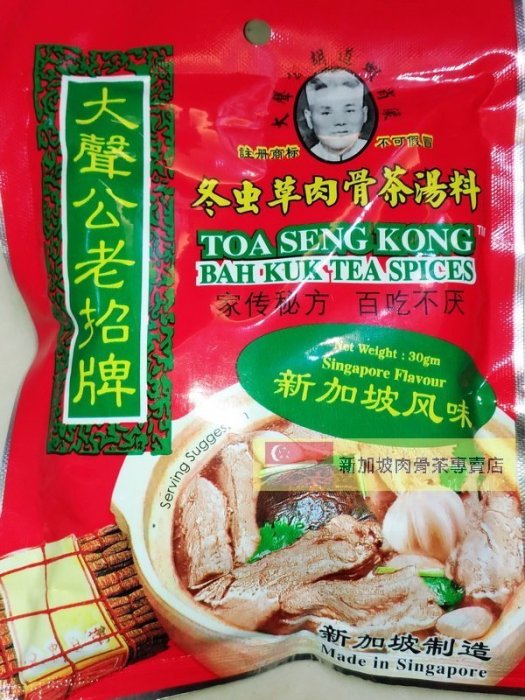 大聲公老招牌
註册商标
不可假冒
冬虫草肉骨茶湯料
TOA SENG KONG™
BAH KUK TEA SPICES
家传秘方 百吃不厌
Net Weight : 30gm
Singapore Flavour
新加坡风味
Serving Suggestion
新加坡肉骨茶專賣店
新加坡制造
Made in Singapore